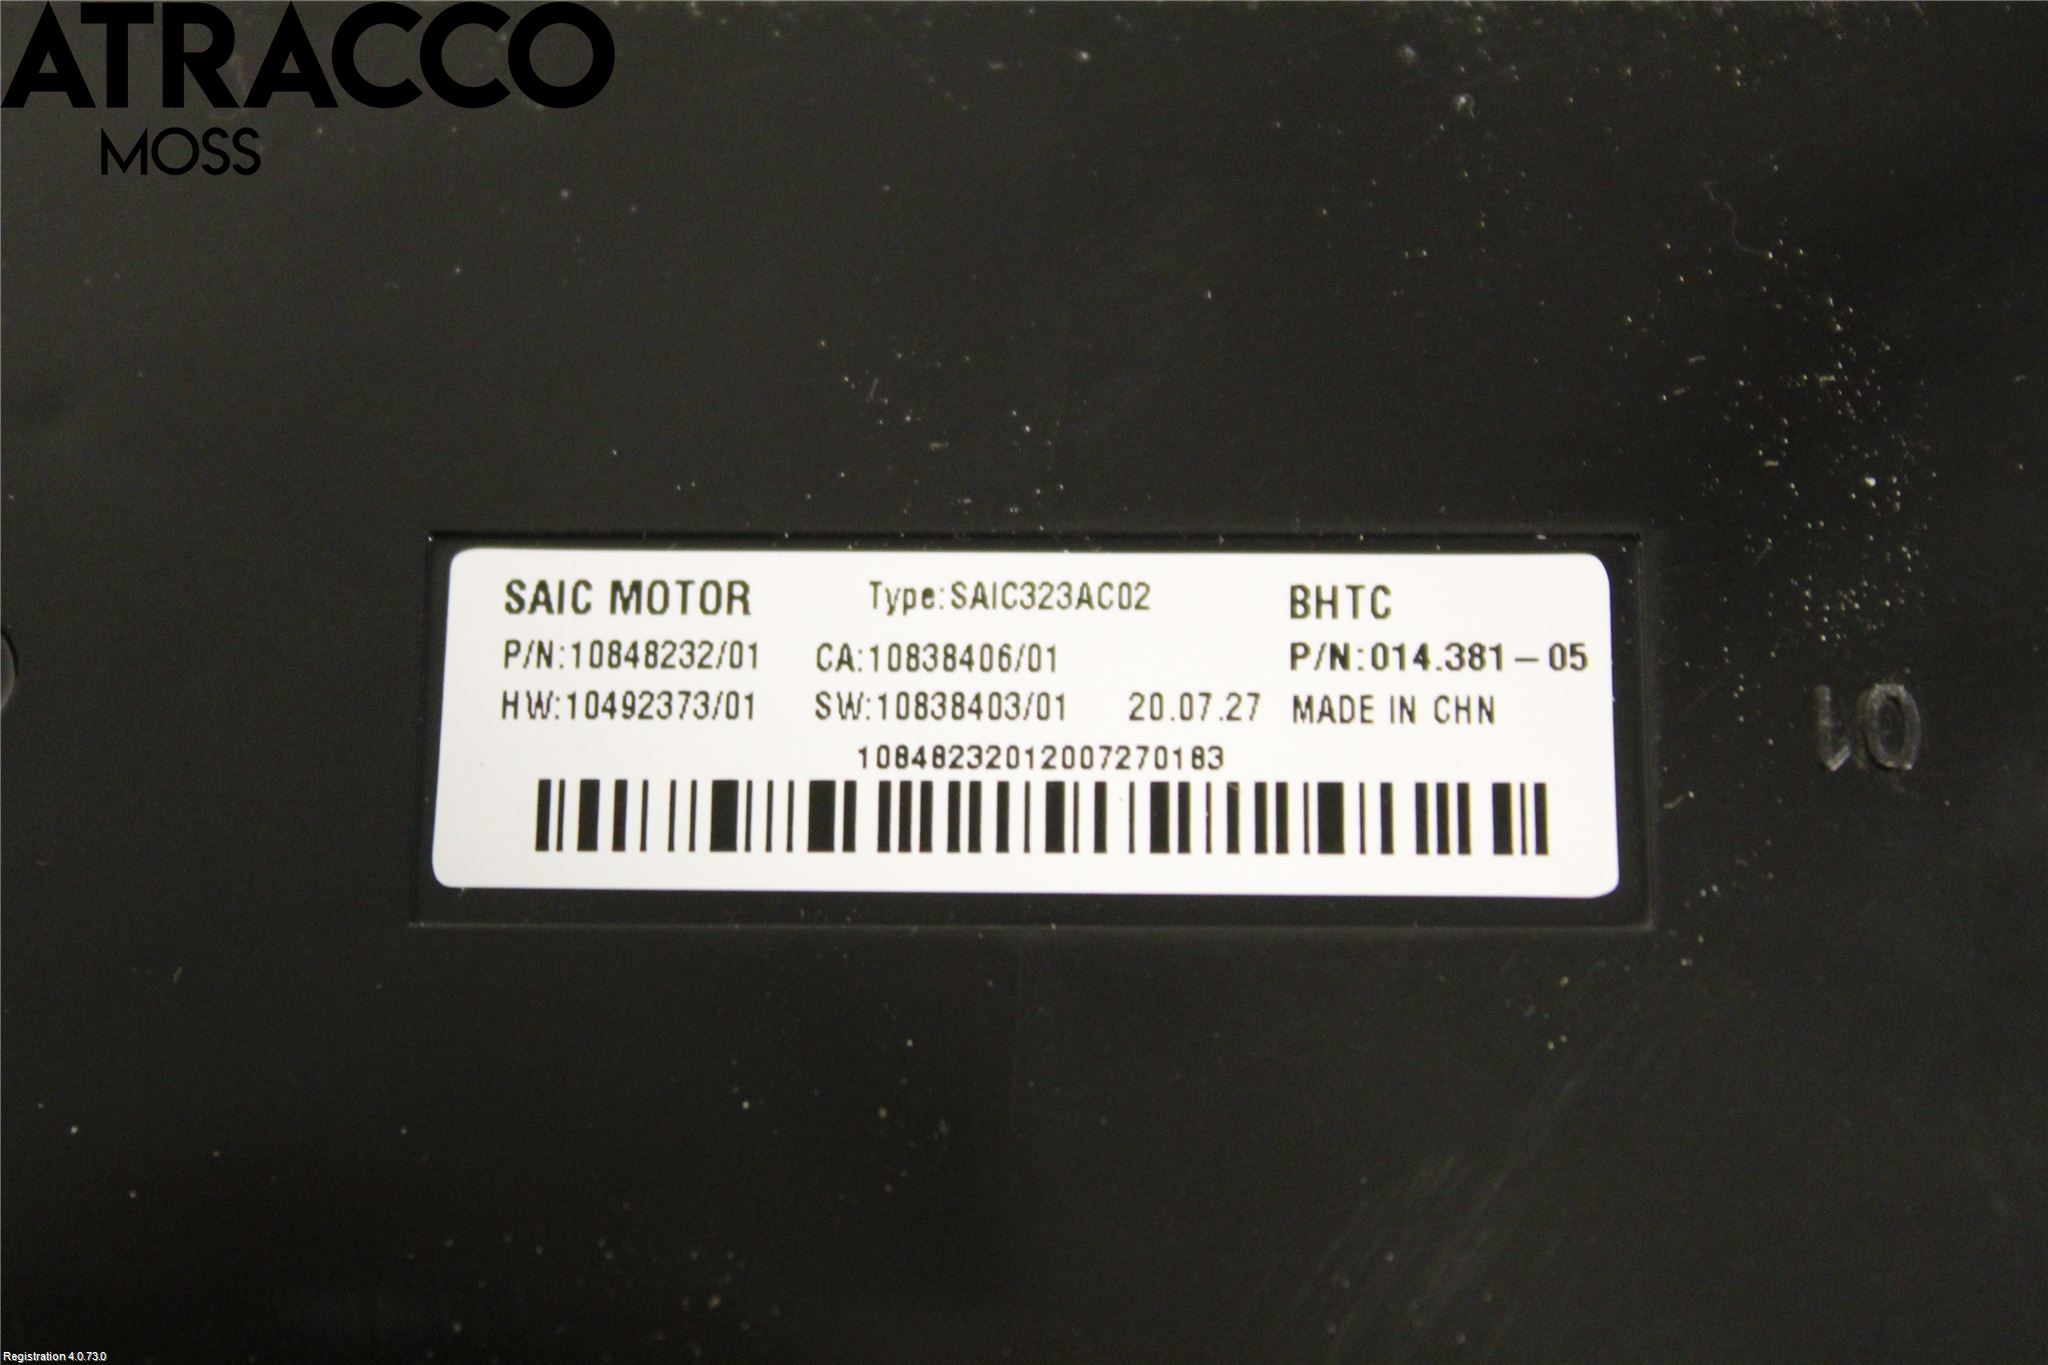 ATRACCO
MOSS
SAIC MOTOR Type:SAIC323AC02 BHTC
P/N:10848232/01 CA:10838406/01 P/N:014.381-05
HW:10492373/01 SW:10838403/01 20.07.27 MADE IN CHN
10848232012007270183
10
Registration 4.0.73.0